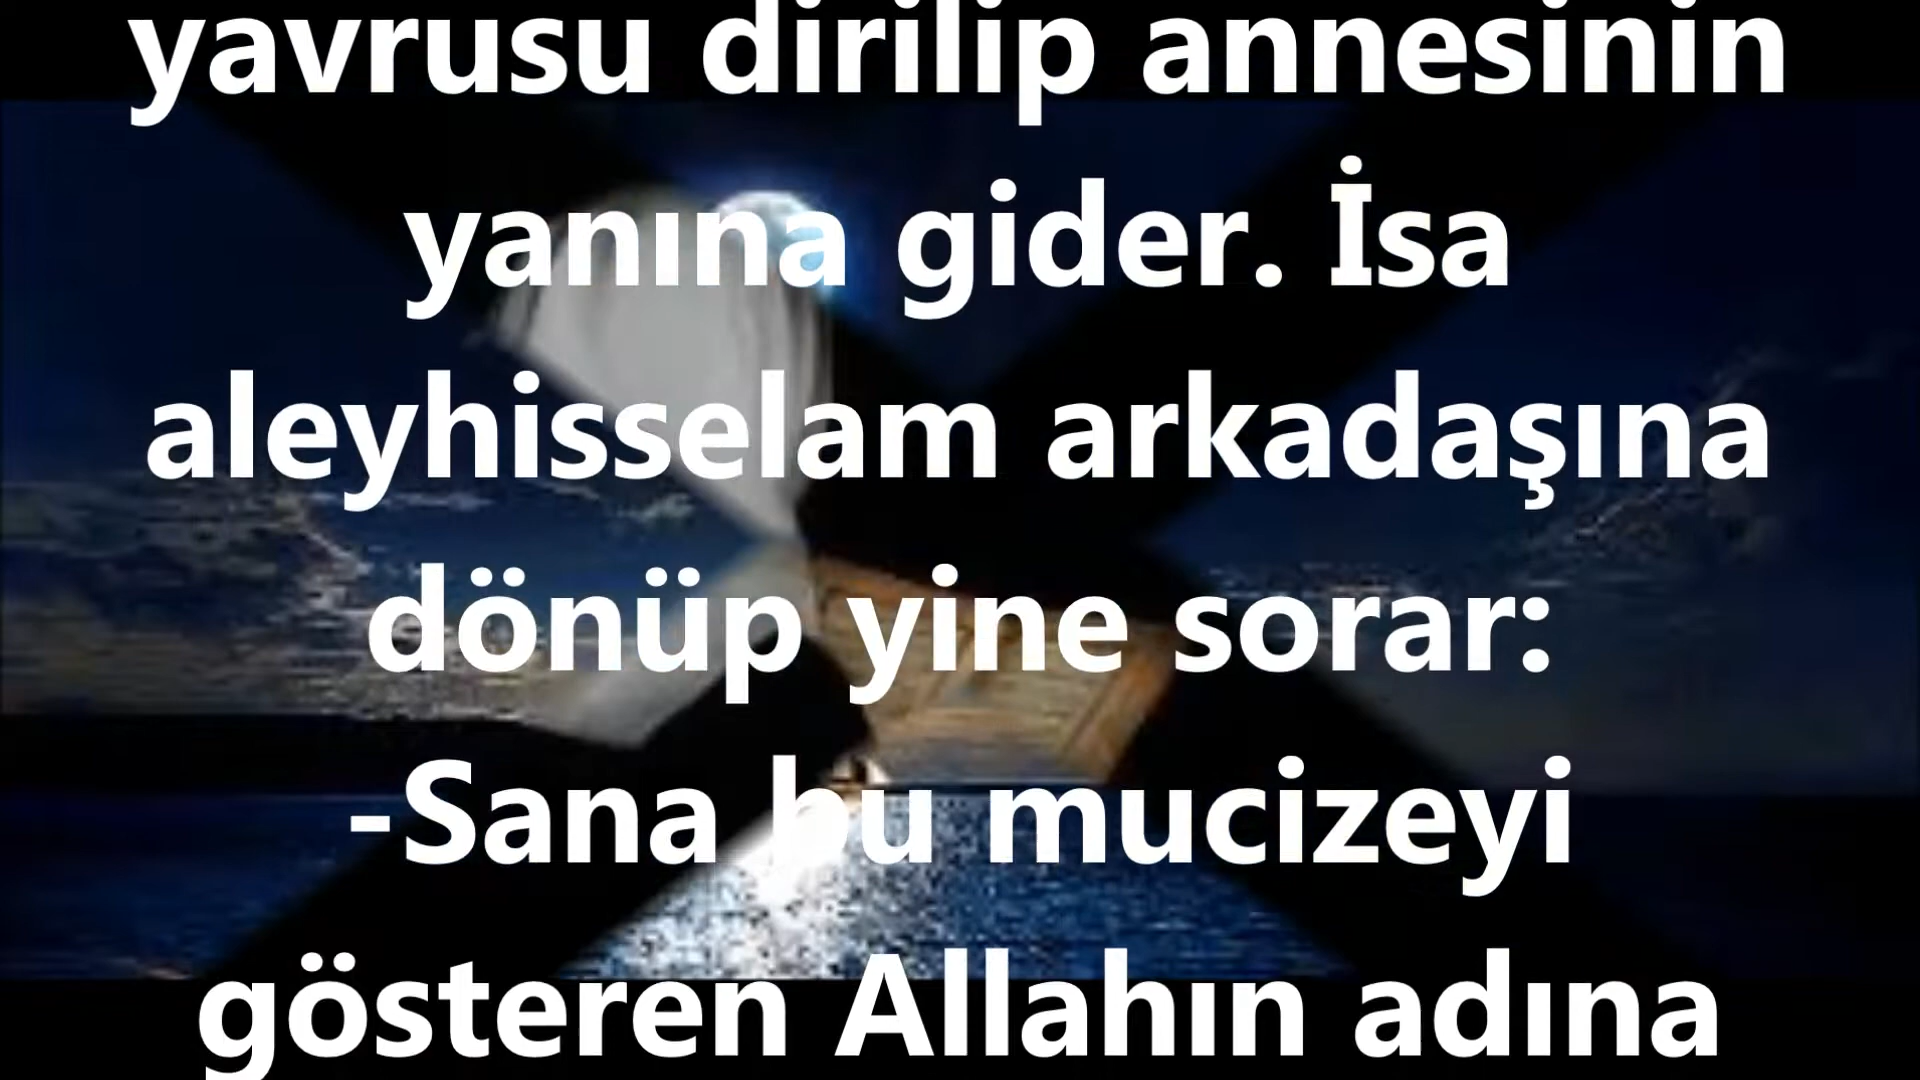 yavrusu dirilip annesinin
yanına gider. İsa
aleyhisselam arkadaşına
dönüp yine sorar:
-Sana bu mucizeyi
gösteren Allahın adına